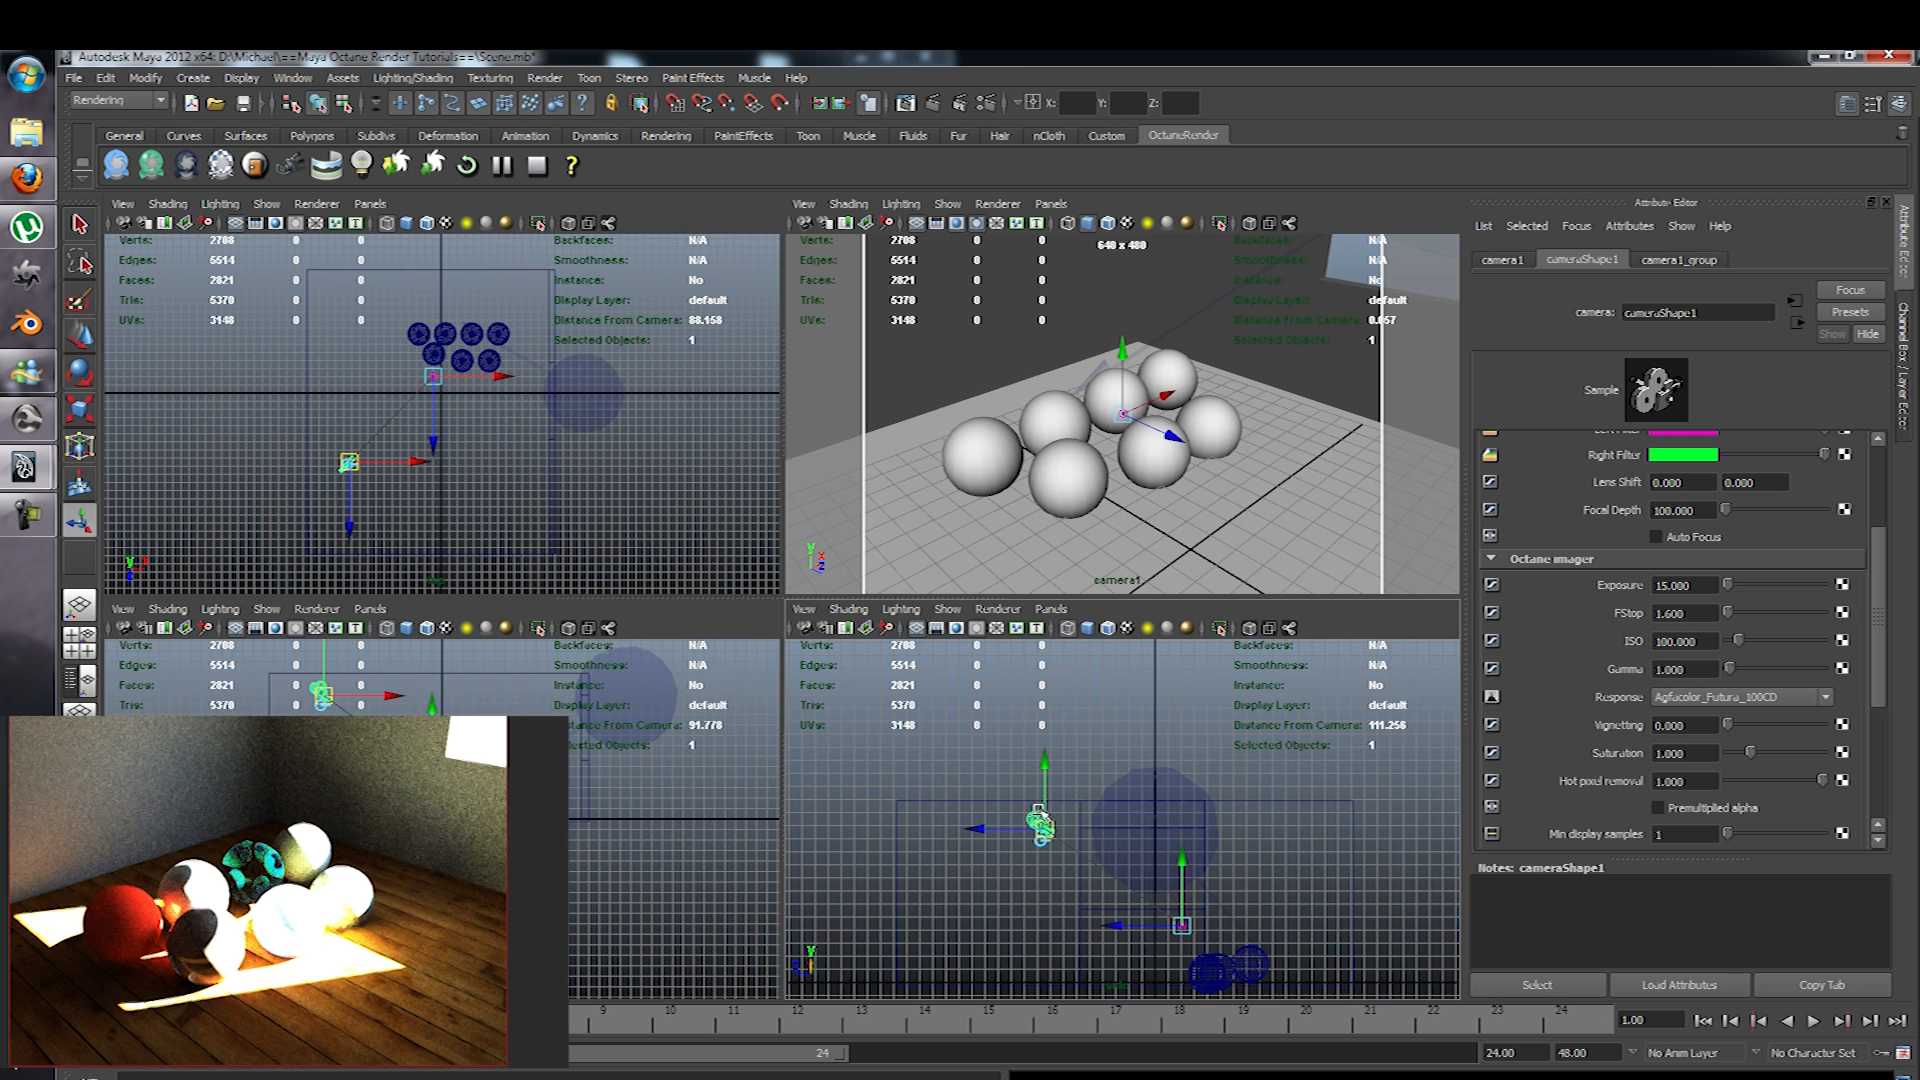 Autodesk Maya 2012 x64: D:\Michael\==Maya Octane Render Tutorials==\Scene.mb*
File Edit Modify Create Display Window Assets Lighting/Shading Texturing Render Toon Stereo Paint Effects Muscle Help
Rendering X: Y: Z:
General Curves Surfaces Polygons Subdivs Deformation Animation Dynamics Rendering PaintEffects Toon Muscle Fluids Fur Hair nCloth Custom OctaneRender
View Shading Lighting Show Renderer Panels
Verts: 2708 0 0 Backfaces: N/A
Edges: 5514 0 0 Smoothness: N/A
Faces: 2821 0 0 Instance: No
Tris: 5370 0 0 Display Layer: default
UVs: 3148 0 0 Distance From Camera: 88.158
Selected Objects: 1
top
View Shading Lighting Show Renderer Panels
640 x 480
Verts: 2708 0 0 Backfaces: N/A
Edges: 5514 0 0 Smoothness: N/A
Faces: 2821 0 0 Instance: No
Tris: 5370 0 0 Display Layer: default
UVs: 3148 0 0 Distance From Camera:
Selected Objects: 1
camera1
View Shading Lighting Show Renderer Panels
Verts: 2708 0 0 Backfaces: N/A
Edges: 5514 0 0 Smoothness: N/A
Faces: 2821 0 0 Instance: No
Tris: 5370 0 0 Display Layer: default
stance From Camera: 91.778
lected Objects: 1
View Shading Lighting Show Renderer Panels
Verts: 2708 0 0 Backfaces: N/A
Edges: 5514 0 0 Smoothness: N/A
Faces: 2821 0 0 Instance: No
Tris: 5370 0 0 Display Layer: default
UVs: 3148 0 0 Distance From Camera: 111.256
Selected Objects: 1
side
Attribute Editor
List Selected Focus Attributes Show Help
camera1 cameraShape1 camera1_group
Focus
camera: cameraShape1 Presets
Show Hide
Sample
Right Filter
Lens Shift 0.000 0.000
Focal Depth 100.000
Auto Focus
Octane imager
Exposure 15.000
FStop 1.600
ISO 100.000
Gamma 1.000
Response Agfacolor_Futura_100CD
Vignetting 0.000
Saturation 1.000
Hot pixel removal 1.000
Premultiplied alpha
Min display samples 1
Notes: cameraShape1
Select Load Attributes Copy Tab
Attribute Editor
Channel Box / Layer Editor
9 10 11 12 13 14 15 16 17 18 19 20 21 22 23 24 1.00
24 24.00 48.00 No Anim Layer No Character Set